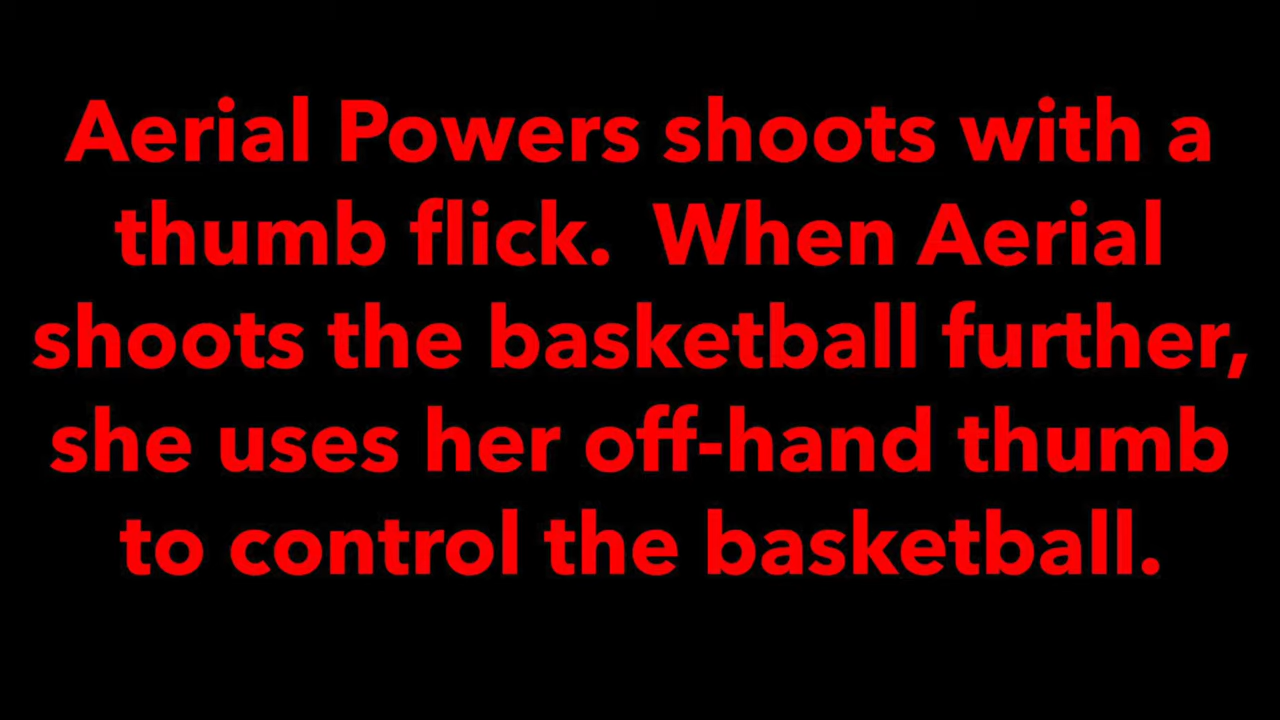 Aerial Powers shoots with a
thumb flick.  When Aerial
shoots the basketball further,
she uses her off-hand thumb
to control the basketball.